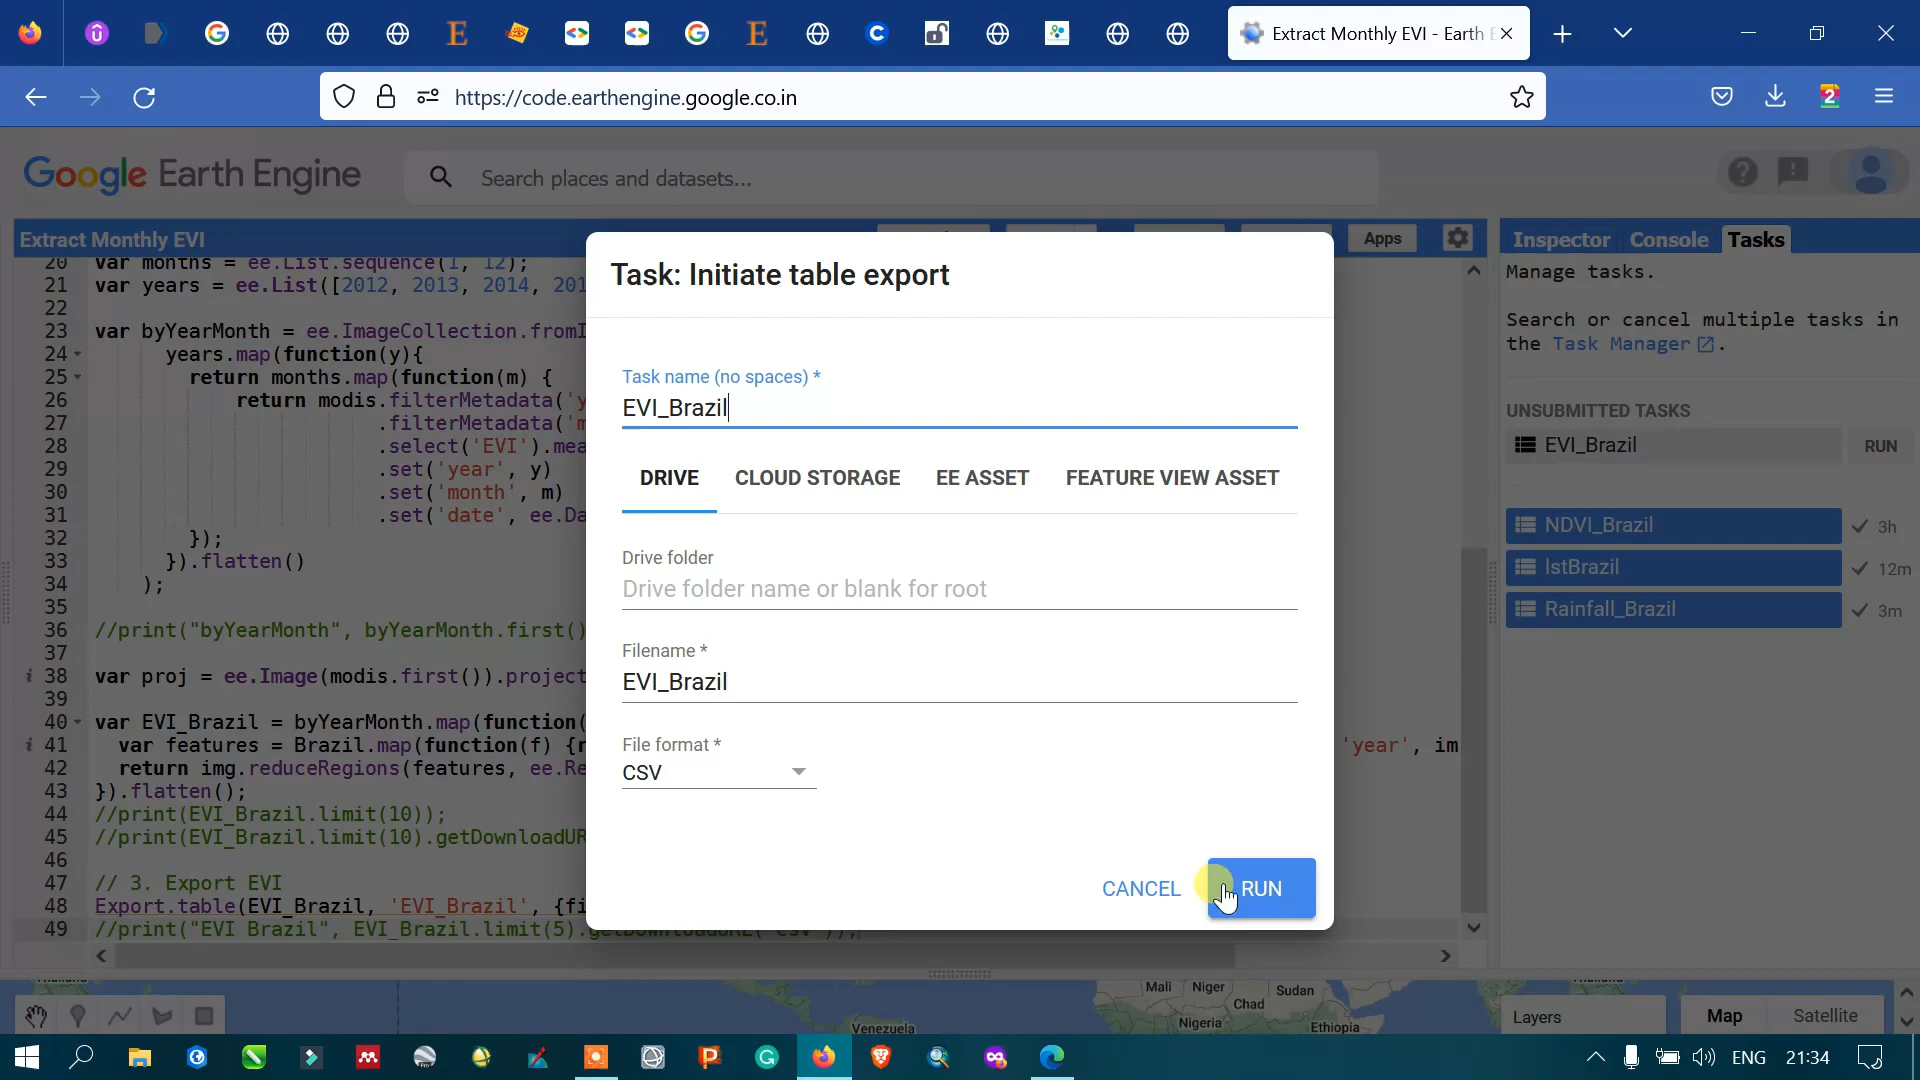 Extract Monthly EVI - Earth E
https://code.earthengine.google.co.in
Google Earth Engine
Search places and datasets...
Extract Monthly EVI
Apps
Inspector Console Tasks
20 var months = ee.List.sequence(1, 12);
21 var years = ee.List([2012, 2013, 2014, 201
22
23 var byYearMonth = ee.ImageCollection.fromI
24 years.map(function(y){
25 return months.map(function(m) {
26 return modis.filterMetadata('y
27 .filterMetadata('m
28 .select('EVI').mea
29 .set('year', y)
30 .set('month', m)
31 .set('date', ee.Da
32 });
33 }).flatten()
34 );
35
36 //print("byYearMonth", byYearMonth.first()
37
38 var proj = ee.Image(modis.first()).project
39
40 var EVI_Brazil = byYearMonth.map(function(
41 var features = Brazil.map(function(f) {r
'year', im
42 return img.reduceRegions(features, ee.Re
43 }).flatten();
44 //print(EVI_Brazil.limit(10));
45 //print(EVI_Brazil.limit(10).getDownloadUR
46
47 // 3. Export EVI
48 Export.table(EVI_Brazil, 'EVI_Brazil', {fi
49 //print("EVI Brazil", EVI_Brazil.limit(5).getDownloadURL('csv'));
Task: Initiate table export
Task name (no spaces) *
EVI_Brazil
DRIVE CLOUD STORAGE EE ASSET FEATURE VIEW ASSET
Drive folder
Drive folder name or blank for root
Filename *
EVI_Brazil
File format *
CSV
CANCEL RUN
Manage tasks.
Search or cancel multiple tasks in
the Task Manager.
UNSUBMITTED TASKS
EVI_Brazil RUN
NDVI_Brazil 3h
lstBrazil 12m
Rainfall_Brazil 3m
Mali Niger
Sudan
Chad
Nigeria
Ethiopia
Venezuela
Layers
Map Satellite
ENG 21:34